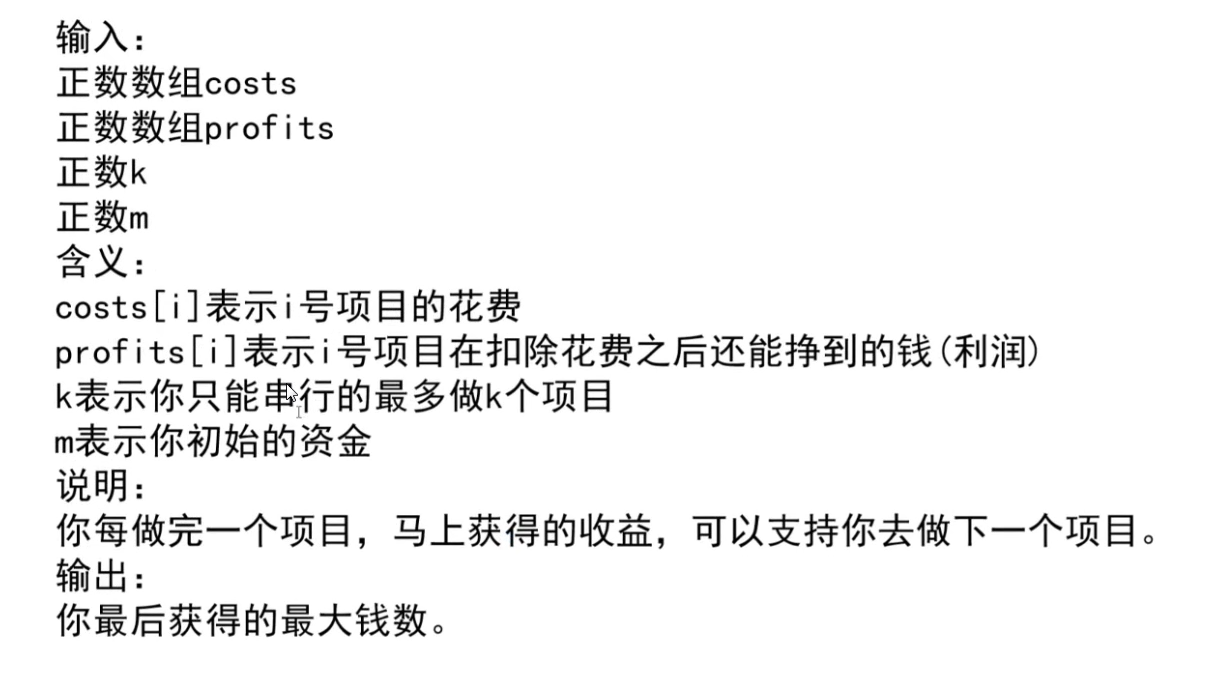 输入：
正数数组costs
正数数组profits
正数k
正数m
含义：
costs[i]表示i号项目的花费
profits[i]表示i号项目在扣除花费之后还能挣到的钱(利润)
k表示你只能串行的最多做k个项目
m表示你初始的资金
说明：
你每做完一个项目，马上获得的收益，可以支持你去做下一个项目。
输出：
你最后获得的最大钱数。